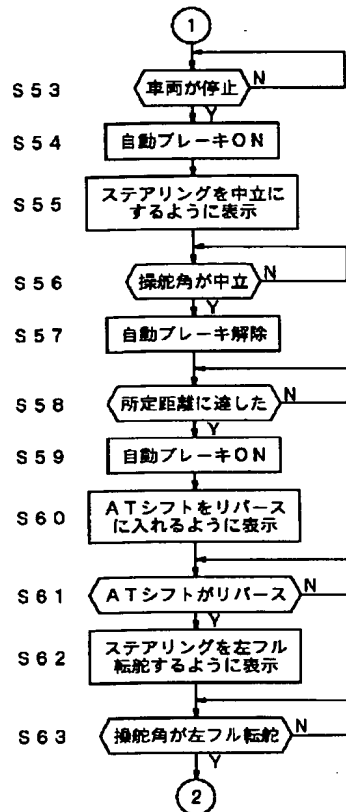 1
S53 車両が停止 N
Y
S54 自動ブレーキON
S55 ステアリングを中立に
するように表示
S56 操舵角が中立 N
Y
S57 自動ブレーキ解除
S58 所定距離に達した N
Y
S59 自動ブレーキON
S60 ATシフトをリバース
に入れるように表示
S61 ATシフトがリバース N
Y
S62 ステアリングを左フル
転舵するように表示
S63 操舵角が左フル転舵 N
Y
2